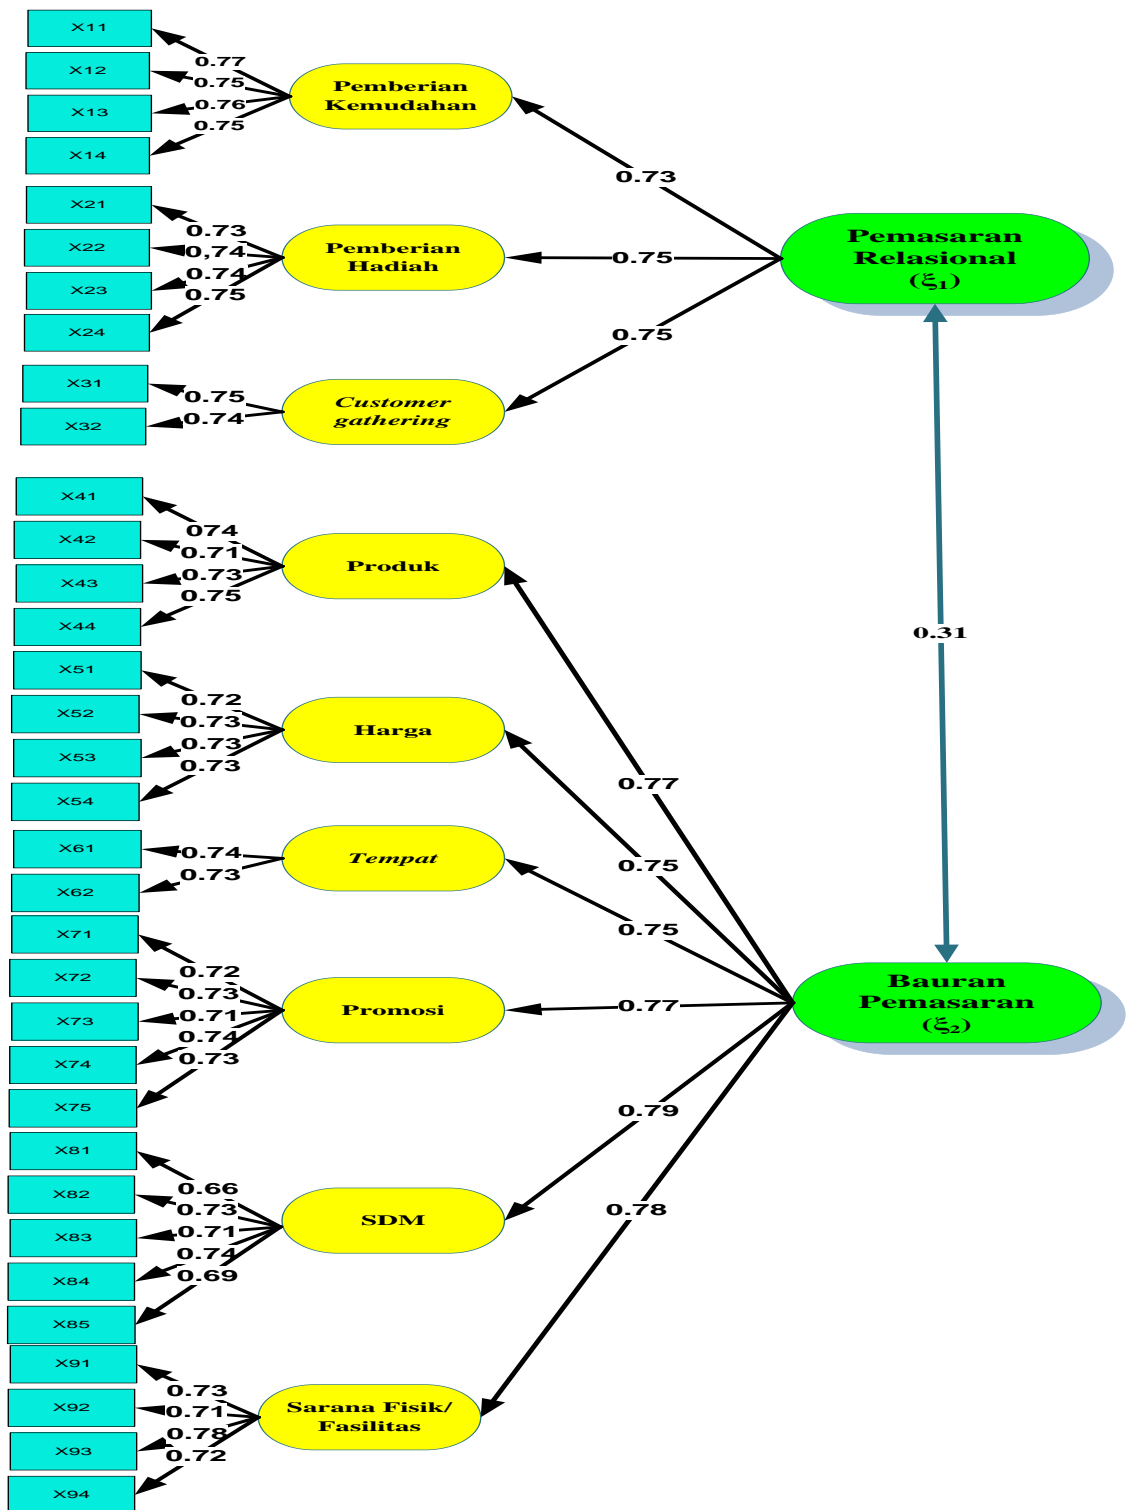 X11
X12
X13
X14
0.77
0.75
0.76
0.75
Pemberian
Kemudahan
0.73
X21
X22
X23
X24
0.73
0,74
0.74
0.75
Pemberian
Hadiah
0.75
Pemasaran
Relasional
(ξ1)
X31
X32
0.75
0.74
Customer
gathering
0.75
X41
X42
X43
X44
074
0.71
0.73
0.75
Produk
0.77
0.31
X51
X52
X53
X54
0.72
0.73
0.73
0.73
Harga
0.75
X61
X62
0.74
0.73
Tempat
0.75
X71
X72
X73
X74
X75
0.72
0.73
0.71
0.74
0.73
Promosi
0.77
Bauran
Pemasaran
(ξ2)
X81
X82
X83
X84
X85
0.66
0.73
0.71
0.74
0.69
SDM
0.79
X91
X92
X93
X94
0.73
0.71
0.78
0.72
Sarana Fisik/
Fasilitas
0.78